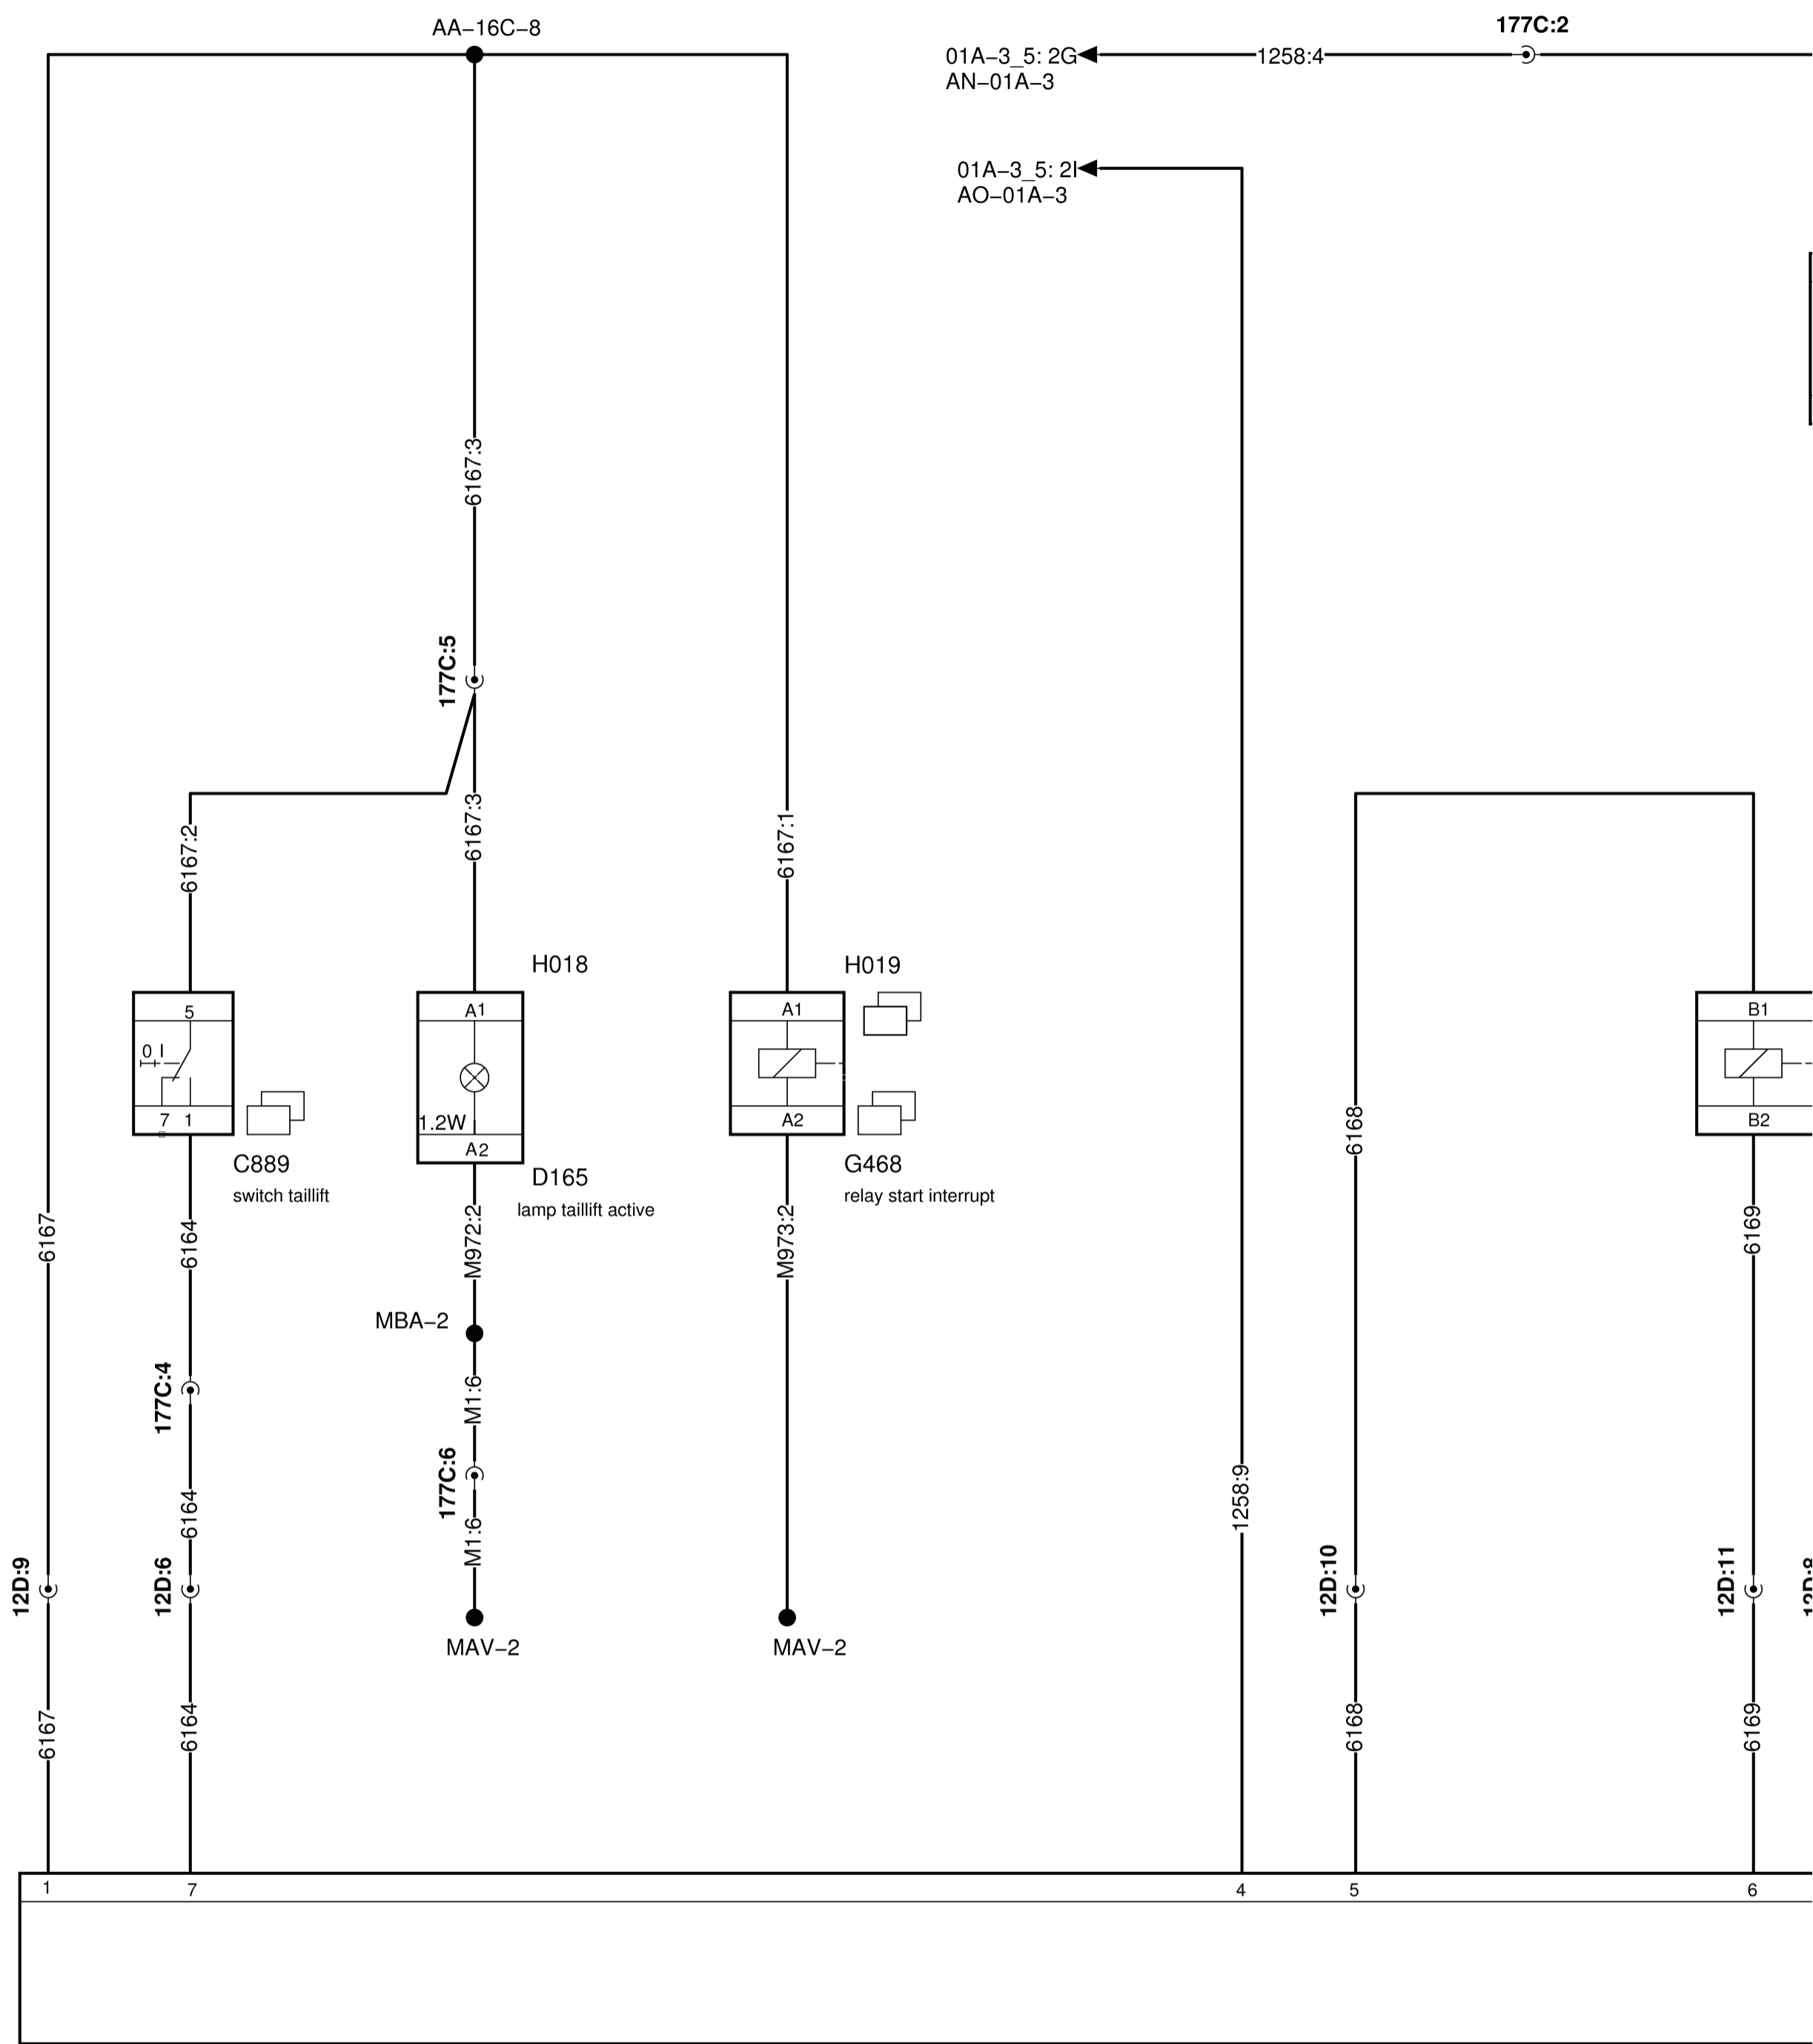 AA–16C–8
177C:2
01A–3_5: 2G
1258:4
AN–01A–3
01A–3_5: 2I
AO–01A–3
6167:3
177C:5
6167:2
6167:3
6167:1
H018
H019
5
A1
A1
B1
0 I
7 1
1.2W
A2
A2
B2
C889
switch taillift
D165
lamp taillift active
G468
relay start interrupt
6168
6167
6164
M972:2
M973:2
6169
MBA–2
177C:4
M1:6
177C:6
1258:9
6164
M1:6
12D:9
12D:6
12D:10
12D:11
MAV–2
MAV–2
6167
6164
6168
6169
1
7
4
5
6